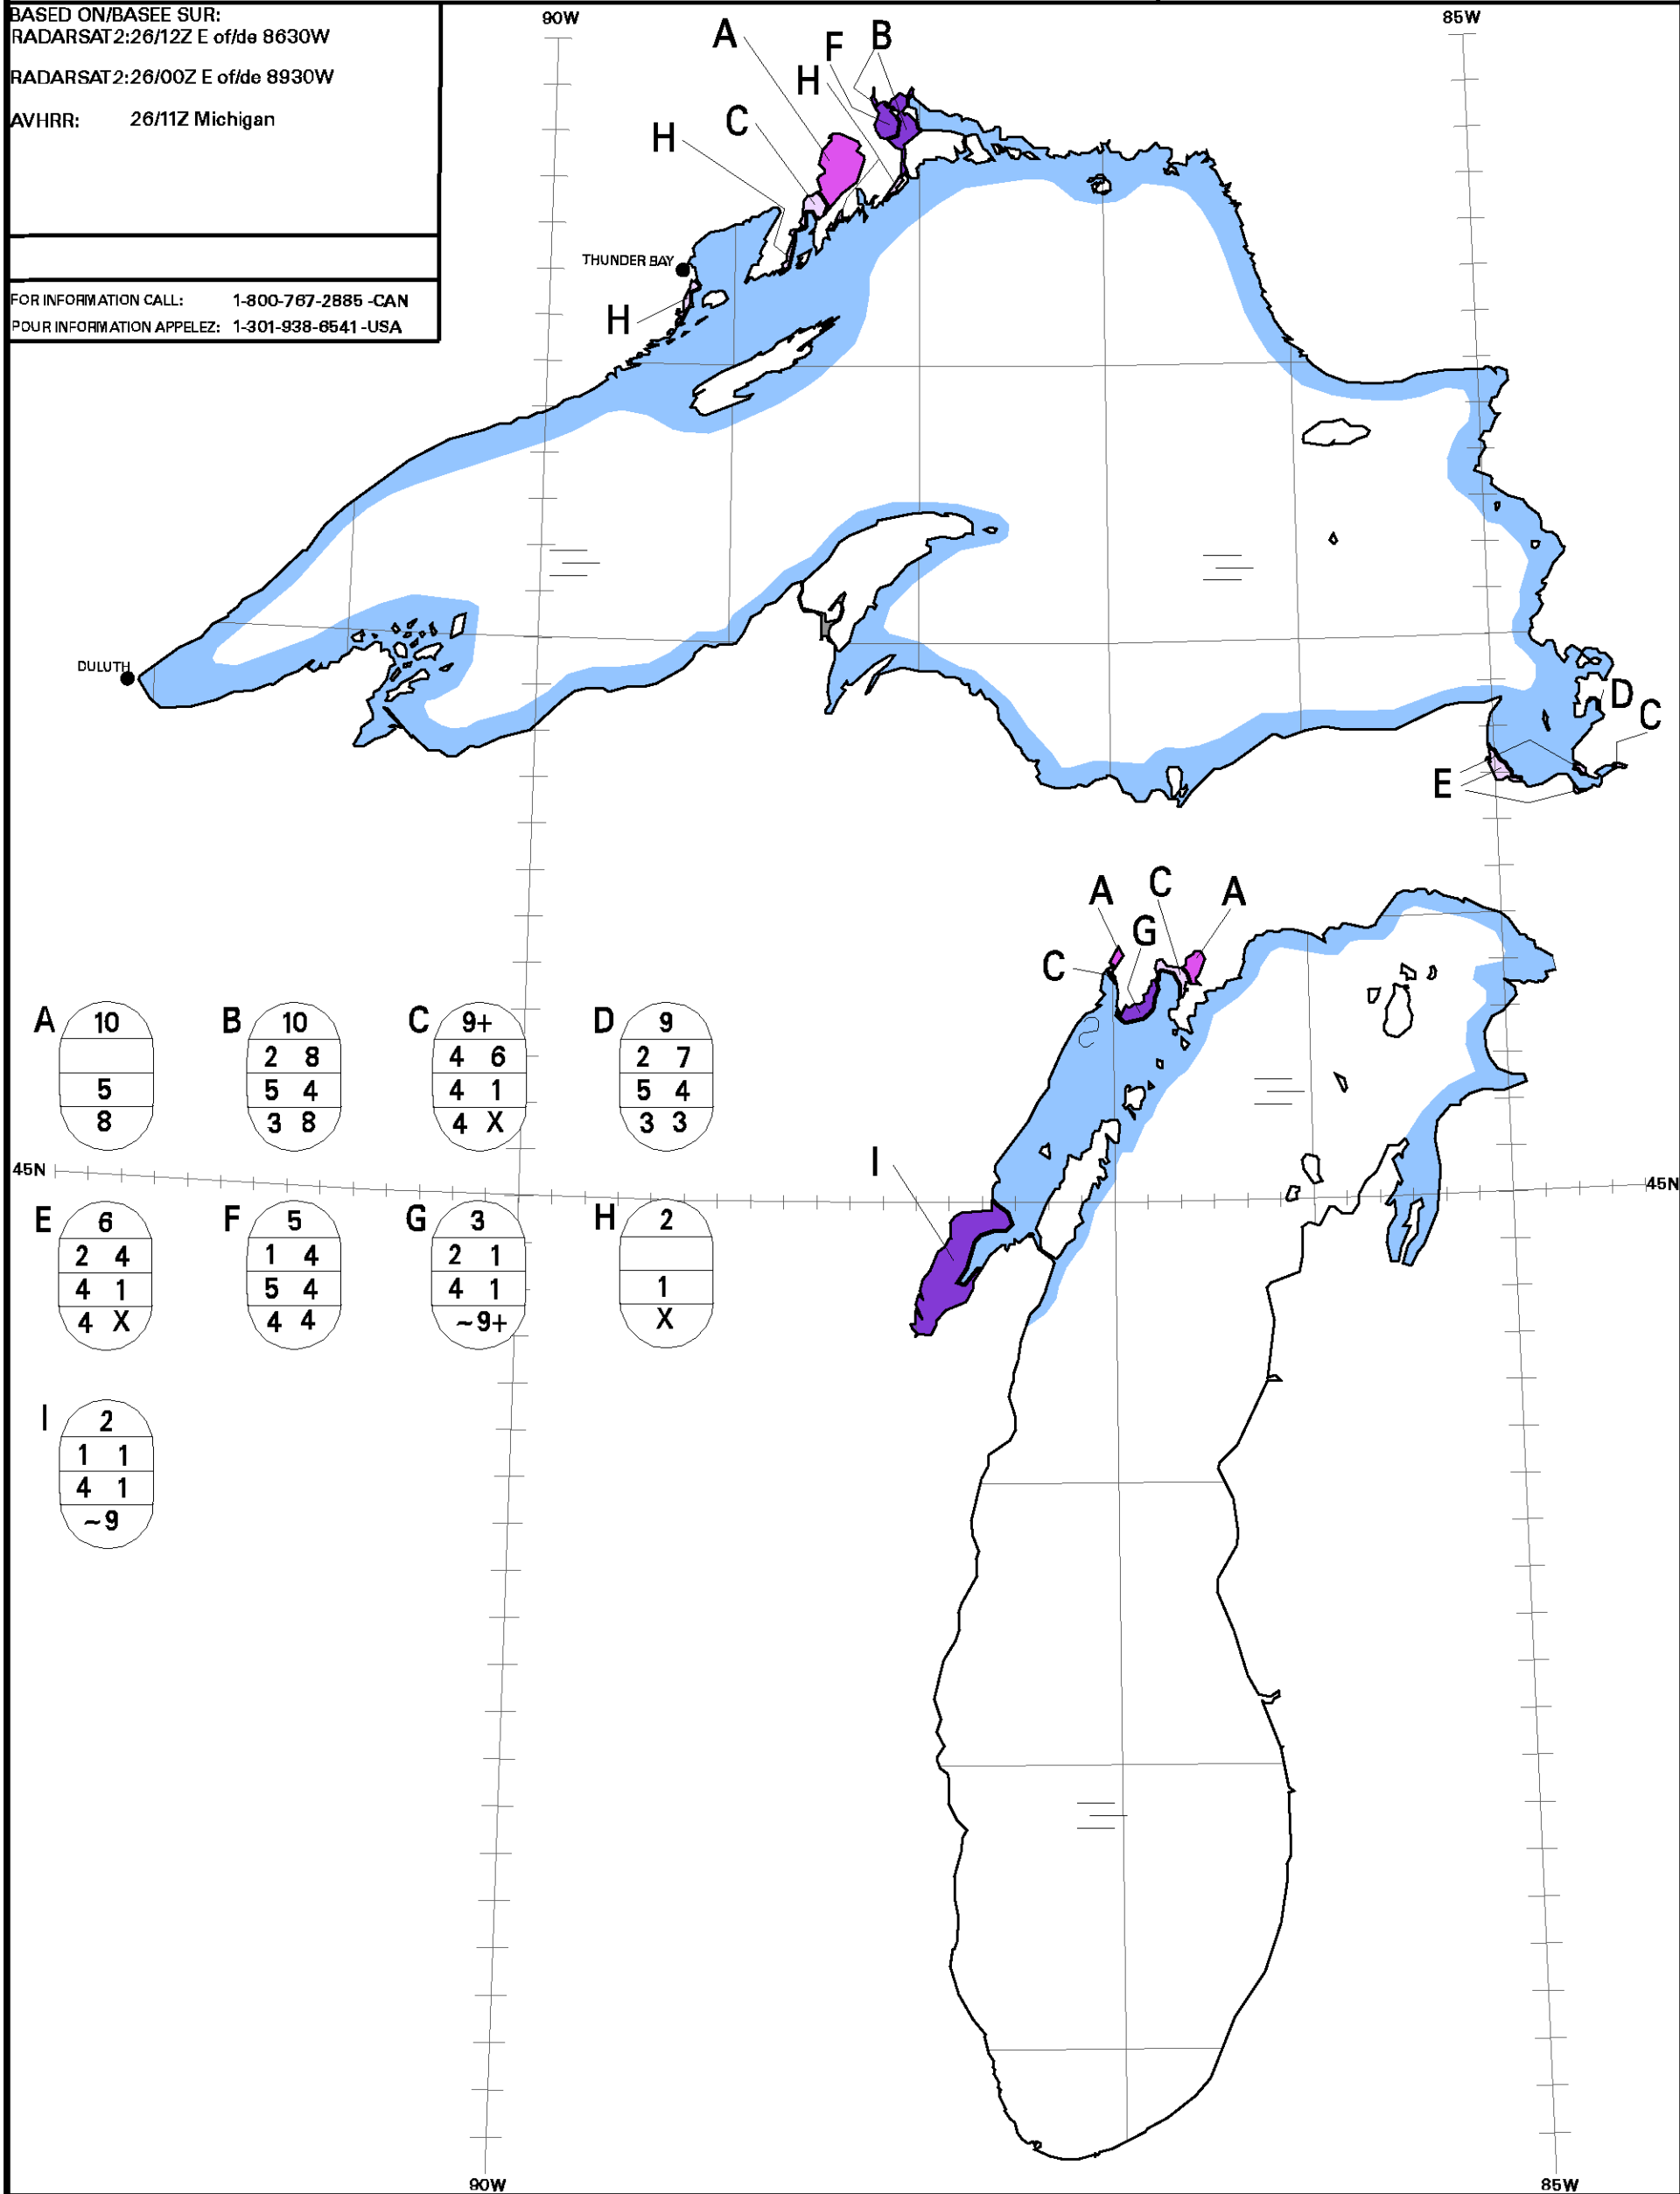 BASED ON/BASEE SUR:
RADARSAT2:26/12Z E of/de 8630W
RADARSAT2:26/00Z E of/de 8930W
AVHRR: 26/11Z Michigan
FOR INFORMATION CALL: 1-800-767-2885 -CAN
POUR INFORMATION APPELEZ: 1-301-938-6541 -USA
90W
85W
A
F
B
H
C
H
THUNDER BAY
H
DULUTH
D
C
E
A
C
A
G
C
A
10
5
8
B
10
2 8
5 4
3 8
C
9+
4 6
4 1
4 X
D
9
2 7
5 4
3 3
45N
I
45N
E
6
2 4
4 1
4 X
F
5
1 4
5 4
4 4
G
3
2 1
4 1
~9+
H
2
1
X
I
2
1 1
4 1
~9
90W
85W